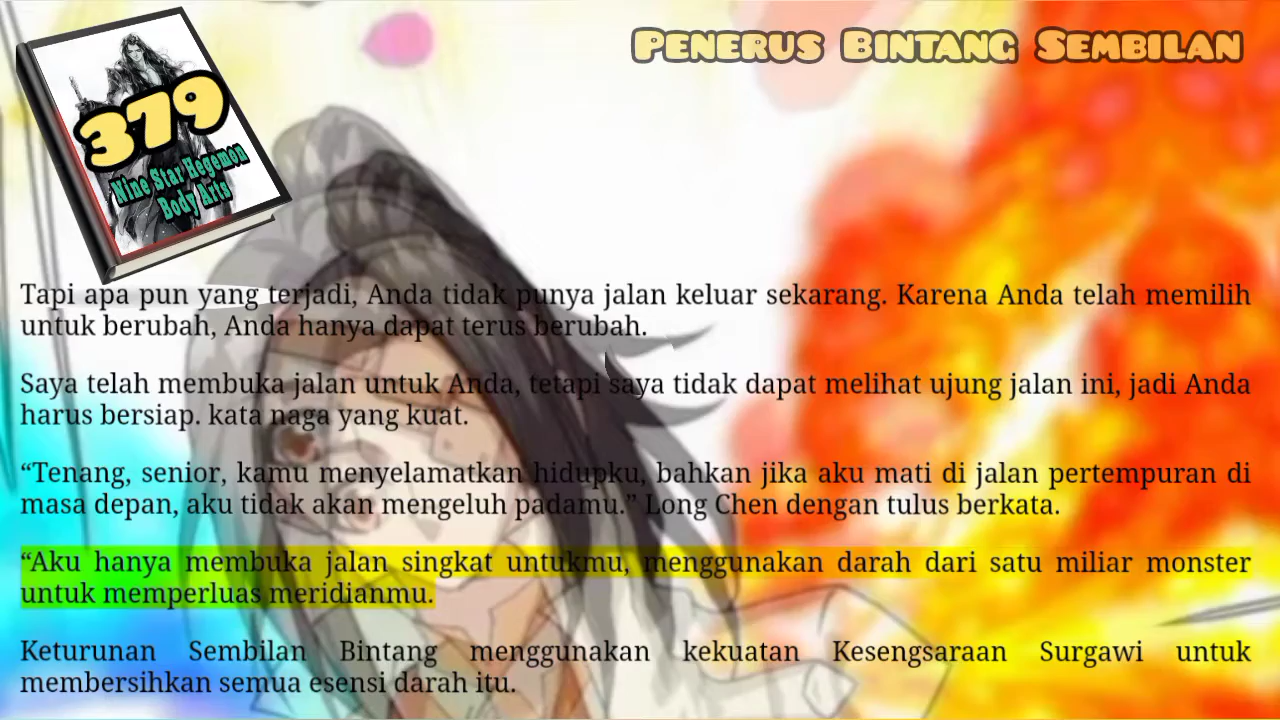 PENERUS BINTANG SEMBILAN
379
Nine Star Hegemon
Body Arts
Tapi apa pun yang terjadi, Anda tidak punya jalan keluar sekarang. Karena Anda telah memilih
untuk berubah, Anda hanya dapat terus berubah.
Saya telah membuka jalan untuk Anda, tetapi saya tidak dapat melihat ujung jalan ini, jadi Anda
harus bersiap. kata naga yang kuat.
“Tenang, senior, kamu menyelamatkan hidupku, bahkan jika aku mati di jalan pertempuran di
masa depan, aku tidak akan mengeluh padamu.” Long Chen dengan tulus berkata.
“Aku hanya membuka jalan singkat untukmu, menggunakan darah dari satu miliar monster
untuk memperluas meridianmu.
Keturunan Sembilan Bintang menggunakan kekuatan Kesengsaraan Surgawi untuk
membersihkan semua esensi darah itu.